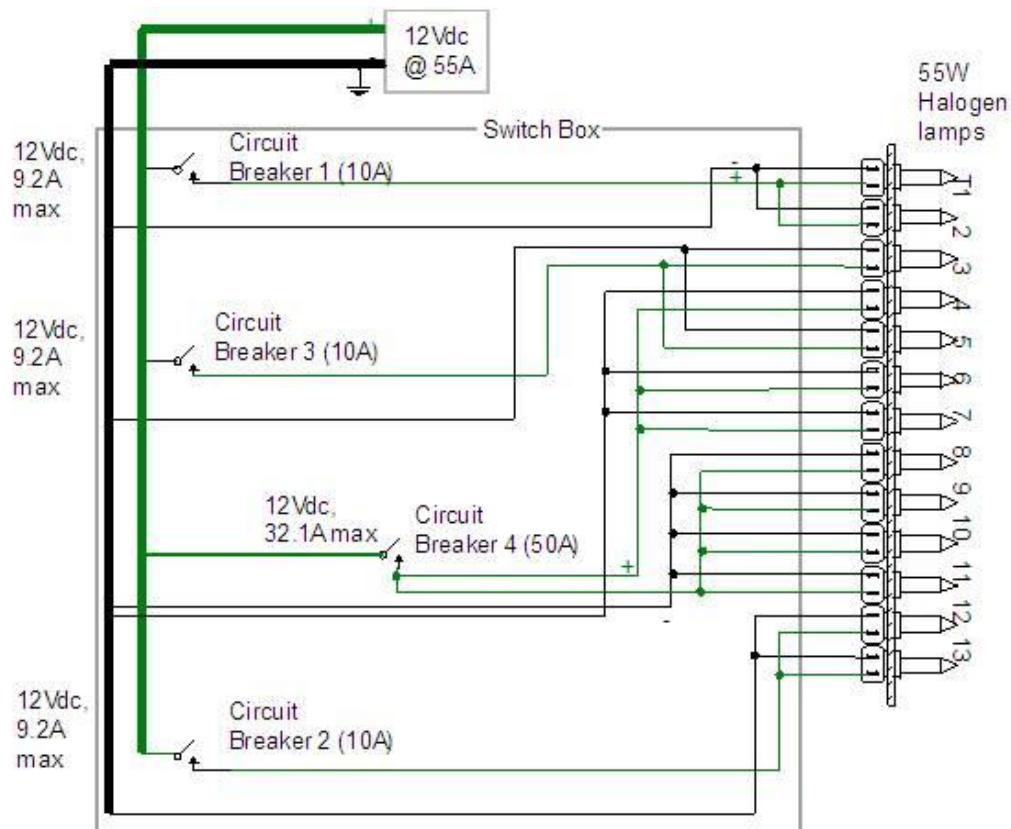 12Vdc
@ 55A
55W
Halogen
lamps
Switch Box
12Vdc,
9.2A
max
Circuit
Breaker 1 (10A)
-
+
T1
2
3
4
5
6
7
8
9
10
11
12
13
12Vdc,
9.2A
max
Circuit
Breaker 3 (10A)
12Vdc,
32.1A max
Circuit
Breaker 4 (50A)
+
-
12Vdc,
9.2A
max
Circuit
Breaker 2 (10A)